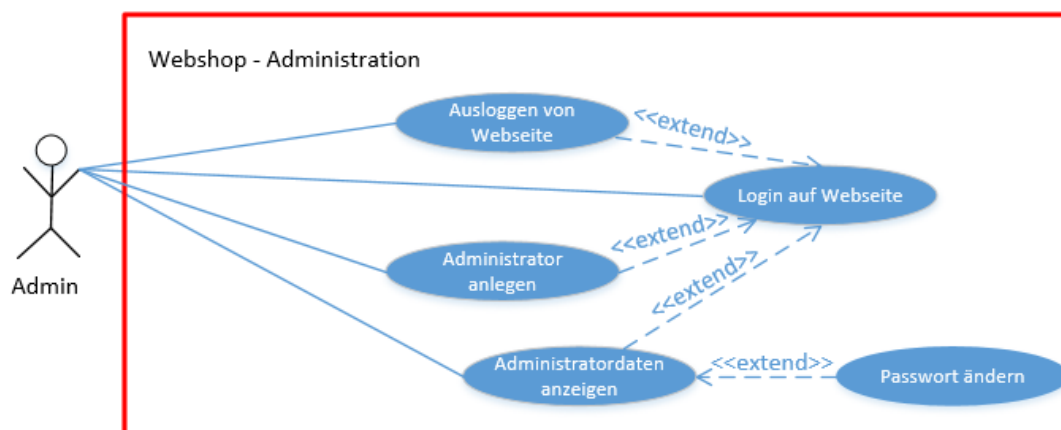 Webshop - Administration
Ausloggen von
Webseite
<<extend>>
Login auf Webseite
<<extend>>
Administrator
anlegen
Admin
<<extend>>
Administratordaten
anzeigen
<<extend>>
Passwort ändern